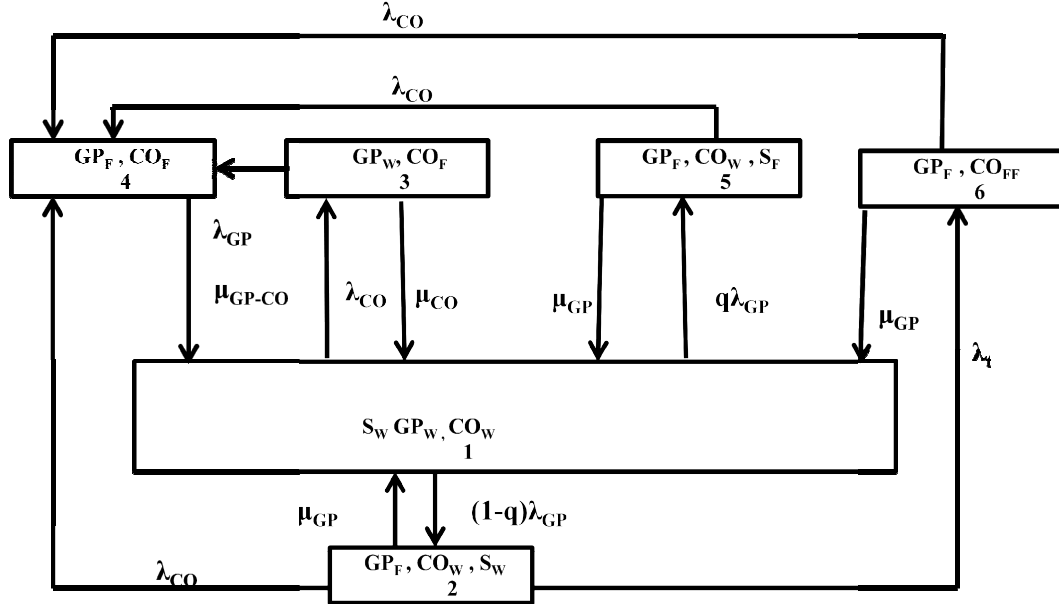 λCO
λCO
GPF , COF
4
GPW, COF
3
GPF , COW , SF
5
GPF , COFF
6
λGP
μGP-CO
λCO
μCO
μGP
qλGP
μGP
λt
SW GPW , COW
1
μGP
(1-q)λGP
GPF , COW , SW
2
λCO